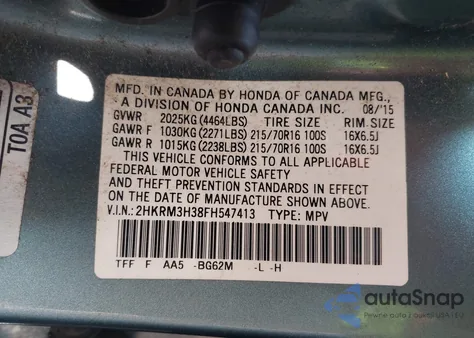 MFD. IN CANADA BY HONDA OF CANADA MFG.,
A DIVISION OF HONDA CANADA INC. 08/15
GVWR 2025KG (4464LBS) TIRE SIZE RIM.SIZE
GAWR F 1030KG (2271LBS) 215/70R16 100S 16X6.5J
GAWR R 1015KG (2238LBS) 215/70R16 100S 16X6.5J
THIS VEHICLE CONFORMS TO ALL APPLICABLE
FEDERAL MOTOR VEHICLE SAFETY
AND THEFT PREVENTION STANDARDS IN EFFECT
ON THE DATE OF MANUFACTURE SHOWN ABOVE.
V.I.N.: 2HKRM3H38FH547413 TYPE: MPV
TFF F AA5 -BG62M -L -H
TOA A3
autoSnap